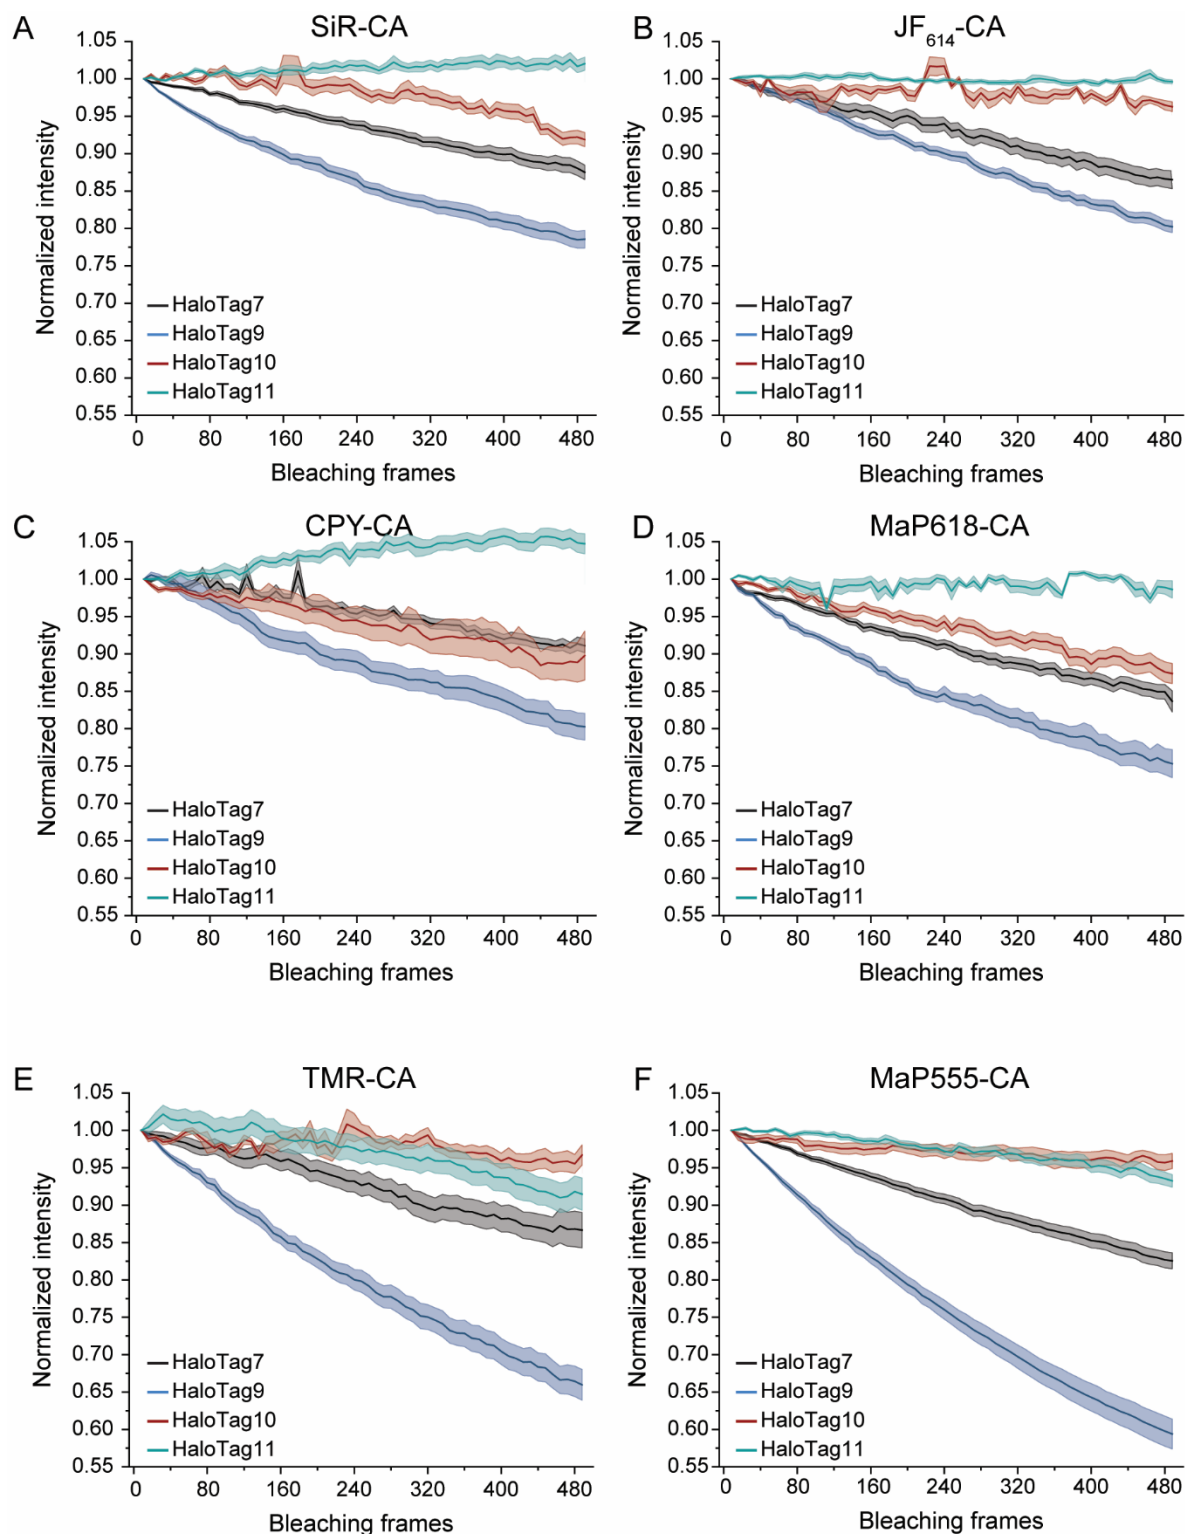 A
SiR-CA
1.05
1.00
0.95
0.90
0.85
0.80
0.75
0.70
0.65
0.60
0.55
Normalized intensity
HaloTag7
HaloTag9
HaloTag10
HaloTag11
0 80 160 240 320 400 480
Bleaching frames
B
JF614-CA
1.05
1.00
0.95
0.90
0.85
0.80
0.75
0.70
0.65
0.60
0.55
Normalized intensity
HaloTag7
HaloTag9
HaloTag10
HaloTag11
0 80 160 240 320 400 480
Bleaching frames
C
CPY-CA
1.05
1.00
0.95
0.90
0.85
0.80
0.75
0.70
0.65
0.60
0.55
Normalized intensity
HaloTag7
HaloTag9
HaloTag10
HaloTag11
0 80 160 240 320 400 480
Bleaching frames
D
MaP618-CA
1.05
1.00
0.95
0.90
0.85
0.80
0.75
0.70
0.65
0.60
0.55
Normalized intensity
HaloTag7
HaloTag9
HaloTag10
HaloTag11
0 80 160 240 320 400 480
Bleaching frames
E
TMR-CA
1.05
1.00
0.95
0.90
0.85
0.80
0.75
0.70
0.65
0.60
0.55
Normalized intensity
HaloTag7
HaloTag9
HaloTag10
HaloTag11
0 80 160 240 320 400 480
Bleaching frames
F
MaP555-CA
1.05
1.00
0.95
0.90
0.85
0.80
0.75
0.70
0.65
0.60
0.55
Normalized intensity
HaloTag7
HaloTag9
HaloTag10
HaloTag11
0 80 160 240 320 400 480
Bleaching frames